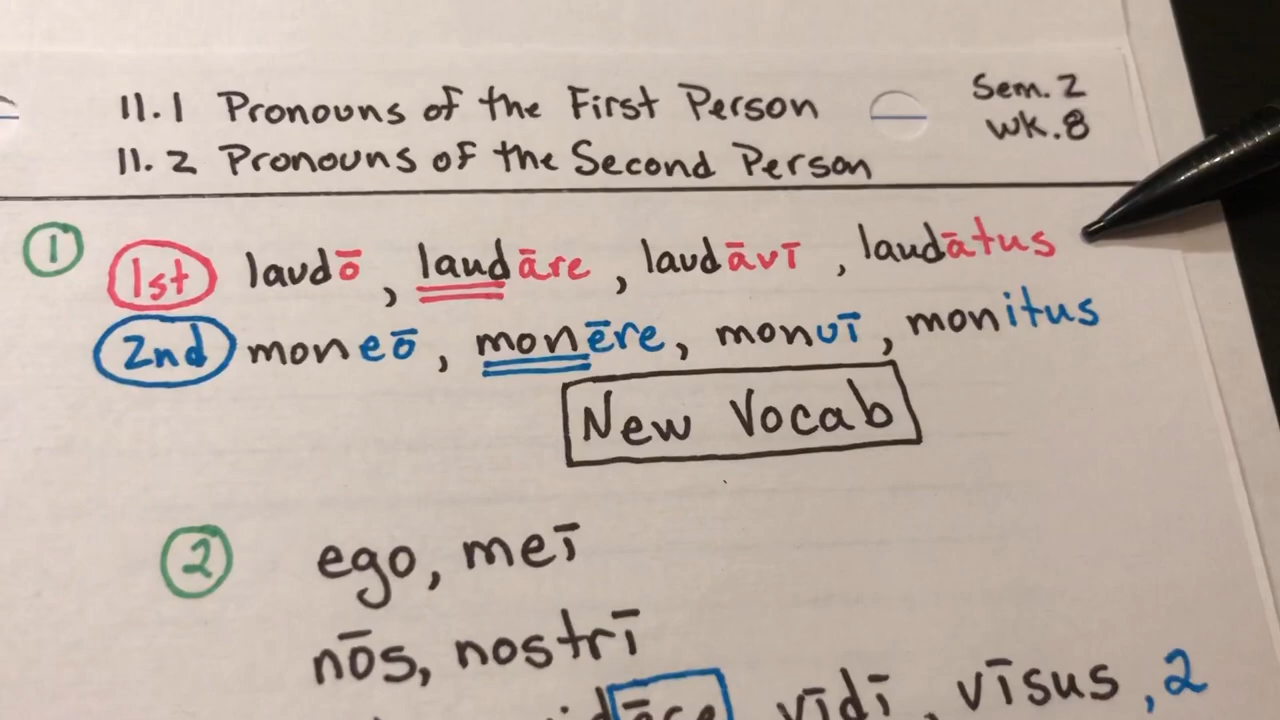 11.1 Pronouns of the First Person
Sem. 2
wk. 8
11.2 Pronouns of the Second Person
1 1st laudō, laudāre, laudāvī, laudātus
2nd moneō, monēre, monuī, monitus
New Vocab
2 ego, meī
nōs, nostrī
vīdī, vīsus, 2